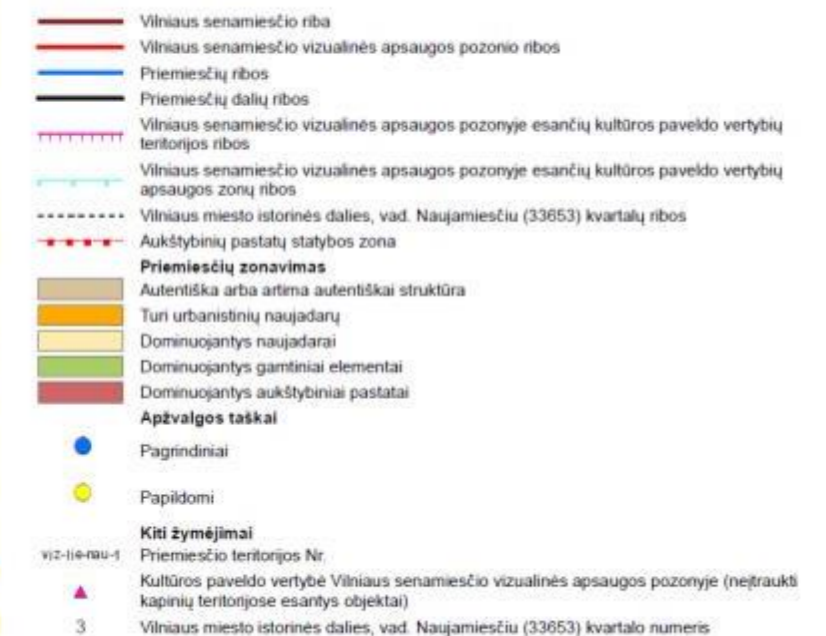 Vilniaus senamiesčio riba
Vilniaus senamiesčio vizualinės apsaugos pozonio ribos
Priemiesčių ribos
Priemiesčių dalių ribos
Vilniaus senamiesčio vizualinės apsaugos pozonyje esančių kultūros paveldo vertybių
teritorijos ribos
Vilniaus senamiesčio vizualinės apsaugos pozonyje esančių kultūros paveldo vertybių
apsaugos zonų ribos
Vilniaus miesto istorinės dalies, vad. Naujamiesčiu (33653) kvartalų ribos
Aukštybinių pastatų statybos zona
Priemiesčių zonavimas
Autentiška arba artima autentiškai struktūra
Turi urbanistinių naujadarų
Dominuojantys naujadarai
Dominuojantys gamtiniai elementai
Dominuojantys aukštybiniai pastatai
Apžvalgos taškai
Pagrindiniai
Papildomi
Kiti žymėjimai
Priemiesčio teritorijos Nr.
Kultūros paveldo vertybė Vilniaus senamiesčio vizualinės apsaugos pozonyje (neįtraukti
kapinių teritorijose esantys objektai)
3 Vilniaus miesto istorinės dalies, vad. Naujamiesčiu (33653) kvartalo numeris